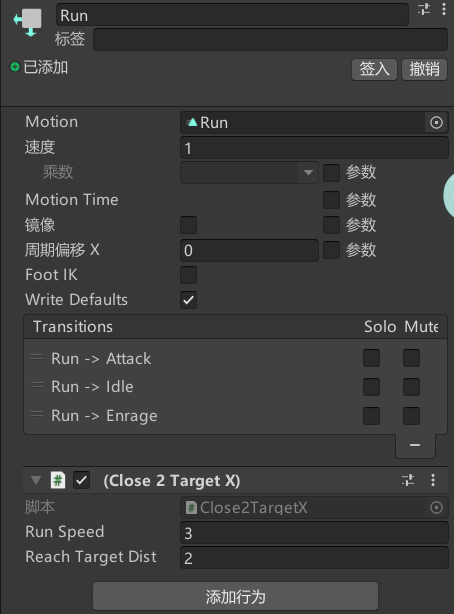 Run
标签
已添加 签入 撤销
Motion Run
速度 1
乘数 参数
Motion Time 参数
镜像 参数
周期偏移 X 0 参数
Foot IK
Write Defaults
Transitions Solo Mute
Run -> Attack
Run -> Idle
Run -> Enrage
(Close 2 Target X)
脚本 Close2TargetX
Run Speed 3
Reach Target Dist 2
添加行为